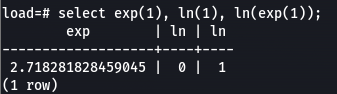 load=# select exp(1), ln(1), ln(exp(1));
exp | ln | ln
-------------------+----+----
2.718281828459045 | 0 | 1
(1 row)